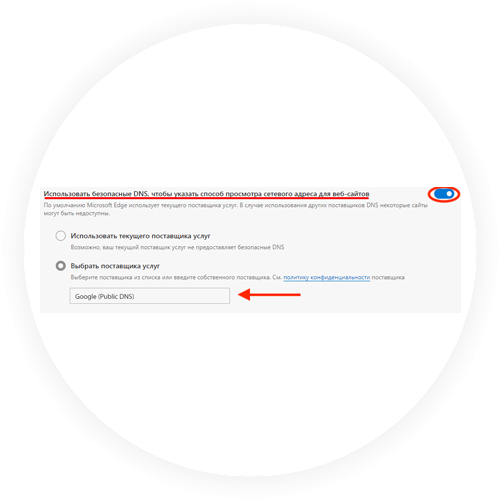 Использовать безопасные DNS, чтобы указать способ просмотра сетевого адреса для веб-сайтов
По умолчанию Microsoft Edge использует текущего поставщика услуг. В случае использования других поставщиков DNS некоторые сайты
могут быть недоступны.
Использовать текущего поставщика услуг
Возможно, ваш текущий поставщик услуг не предоставляет безопасные DNS
Выбрать поставщика услуг
Выберите поставщика из списка или введите собственного поставщика. См. политику конфиденциальности поставщика
Google (Public DNS)